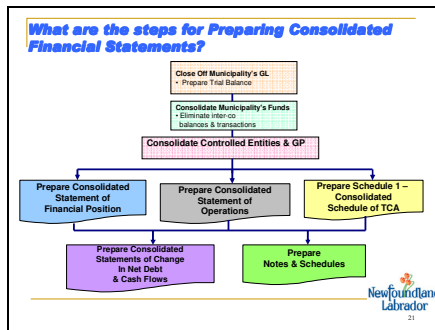 What are the steps for Preparing Consolidated
Financial Statements?
Close Off Municipality's GL
• Prepare Trial Balance
Consolidate Municipality's Funds
• Eliminate inter-co
balances & transactions
Consolidate Controlled Entities & GP
Prepare Consolidated
Statement of
Financial Position
Prepare Consolidated
Statement of
Operations
Prepare Schedule 1 –
Consolidated
Schedule of TCA
Prepare Consolidated
Statements of Change
In Net Debt
& Cash Flows
Prepare
Notes & Schedules
Newfoundland
Labrador
21